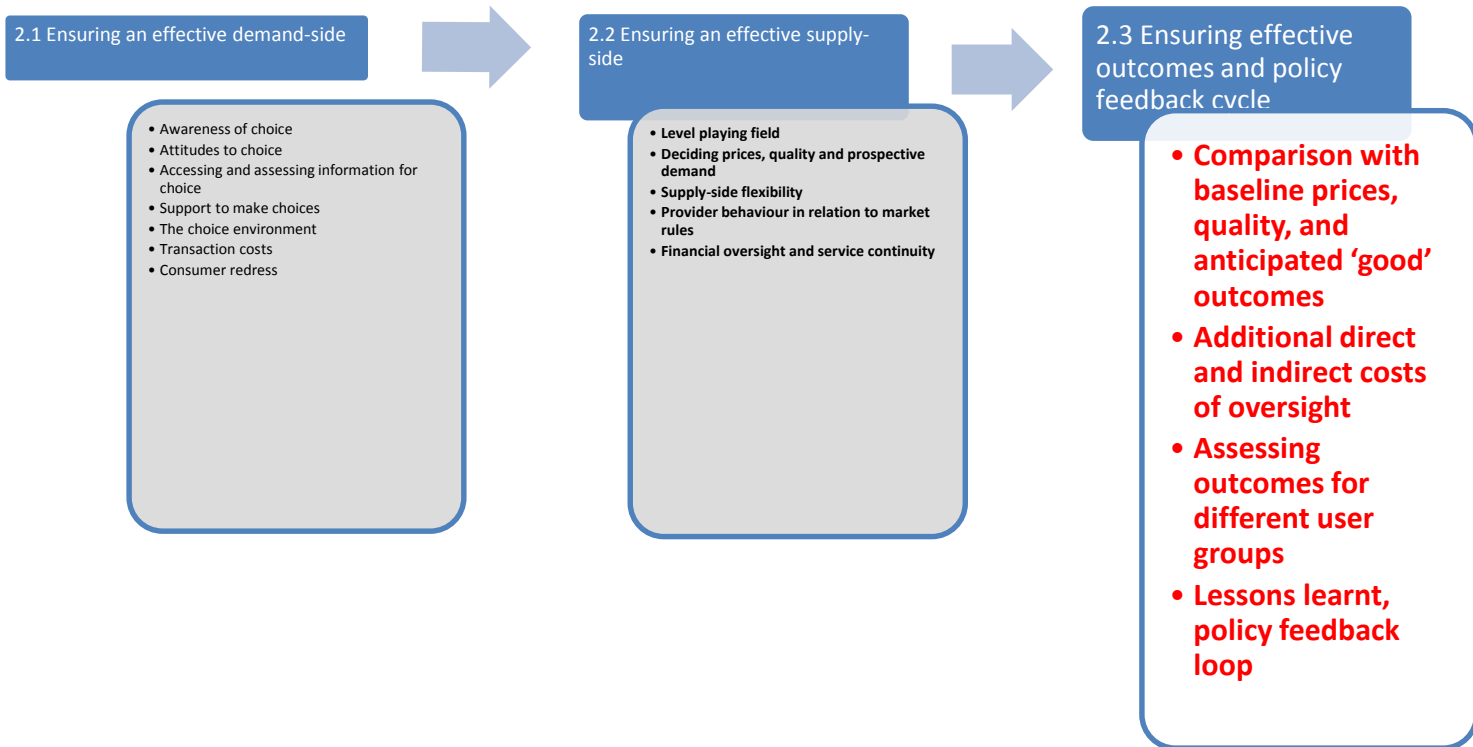 2.1 Ensuring an effective demand-side
• Awareness of choice
• Attitudes to choice
• Accessing and assessing information for
choice
• Support to make choices
• The choice environment
• Transaction costs
• Consumer redress
2.2 Ensuring an effective supply-
side
• Level playing field
• Deciding prices, quality and prospective
demand
• Supply-side flexibility
• Provider behaviour in relation to market
rules
• Financial oversight and service continuity
2.3 Ensuring effective
outcomes and policy
feedback cycle
• Comparison with
baseline prices,
quality, and
anticipated ‘good’
outcomes
• Additional direct
and indirect costs
of oversight
• Assessing
outcomes for
different user
groups
• Lessons learnt,
policy feedback
loop